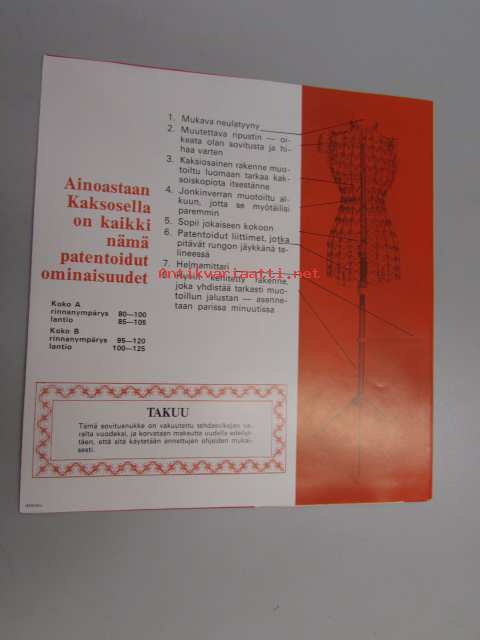 Ainoastaan
Kaksosella
on kaikki
nämä
patentoidut
ominaisuudet
Koko A
rinnanympärys 80—100
lantio 85—105
Koko B
rinnanympärys 95—120
lantio 100—125
1. Mukava neulatyyny
2. Muutettava ripustin — oi-
keata olan sovitusta ja hi-
haa varten
3. Kaksiosainen rakenne muo-
toiltu luomaan tarkaa kak-
soiskopiota itsestänne
4. Jonkinverran muotoiltu al-
kuun, jotta se myötäilisi
paremmin
5. Sopii jokaiseen kokoon
6. Patentoidut liittimet, jotka
pitävät rungon jäykkänä te-
lineessä
7. Helmamittari
kehitetty rakenne,
joka yhdistää tarkasti muo-
toillun jalustan — asenne-
taan parissa minuutissa
antikvariaatti.net
TAKUU
Tämä sovitusnukke on vakuutettu tehdasvikojen va-
ralta vuodeksi, ja korvataan maksutta uudella edellyt-
täen, että sitä käytetään annettujen ohjeiden mukai-
sesti.